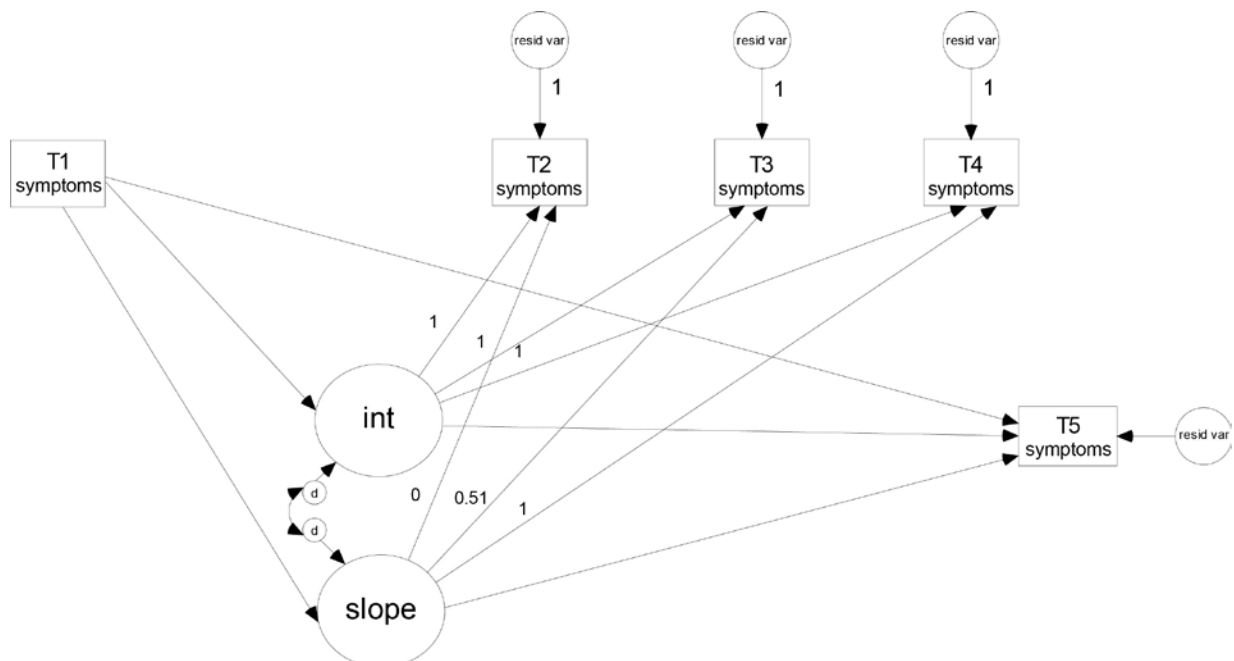 resid var
resid var
resid var
1
1
1
T1
symptoms
T2
symptoms
T3
symptoms
T4
symptoms
1
1
1
int
T5
symptoms
resid var
0
0.51
1
d
d
slope